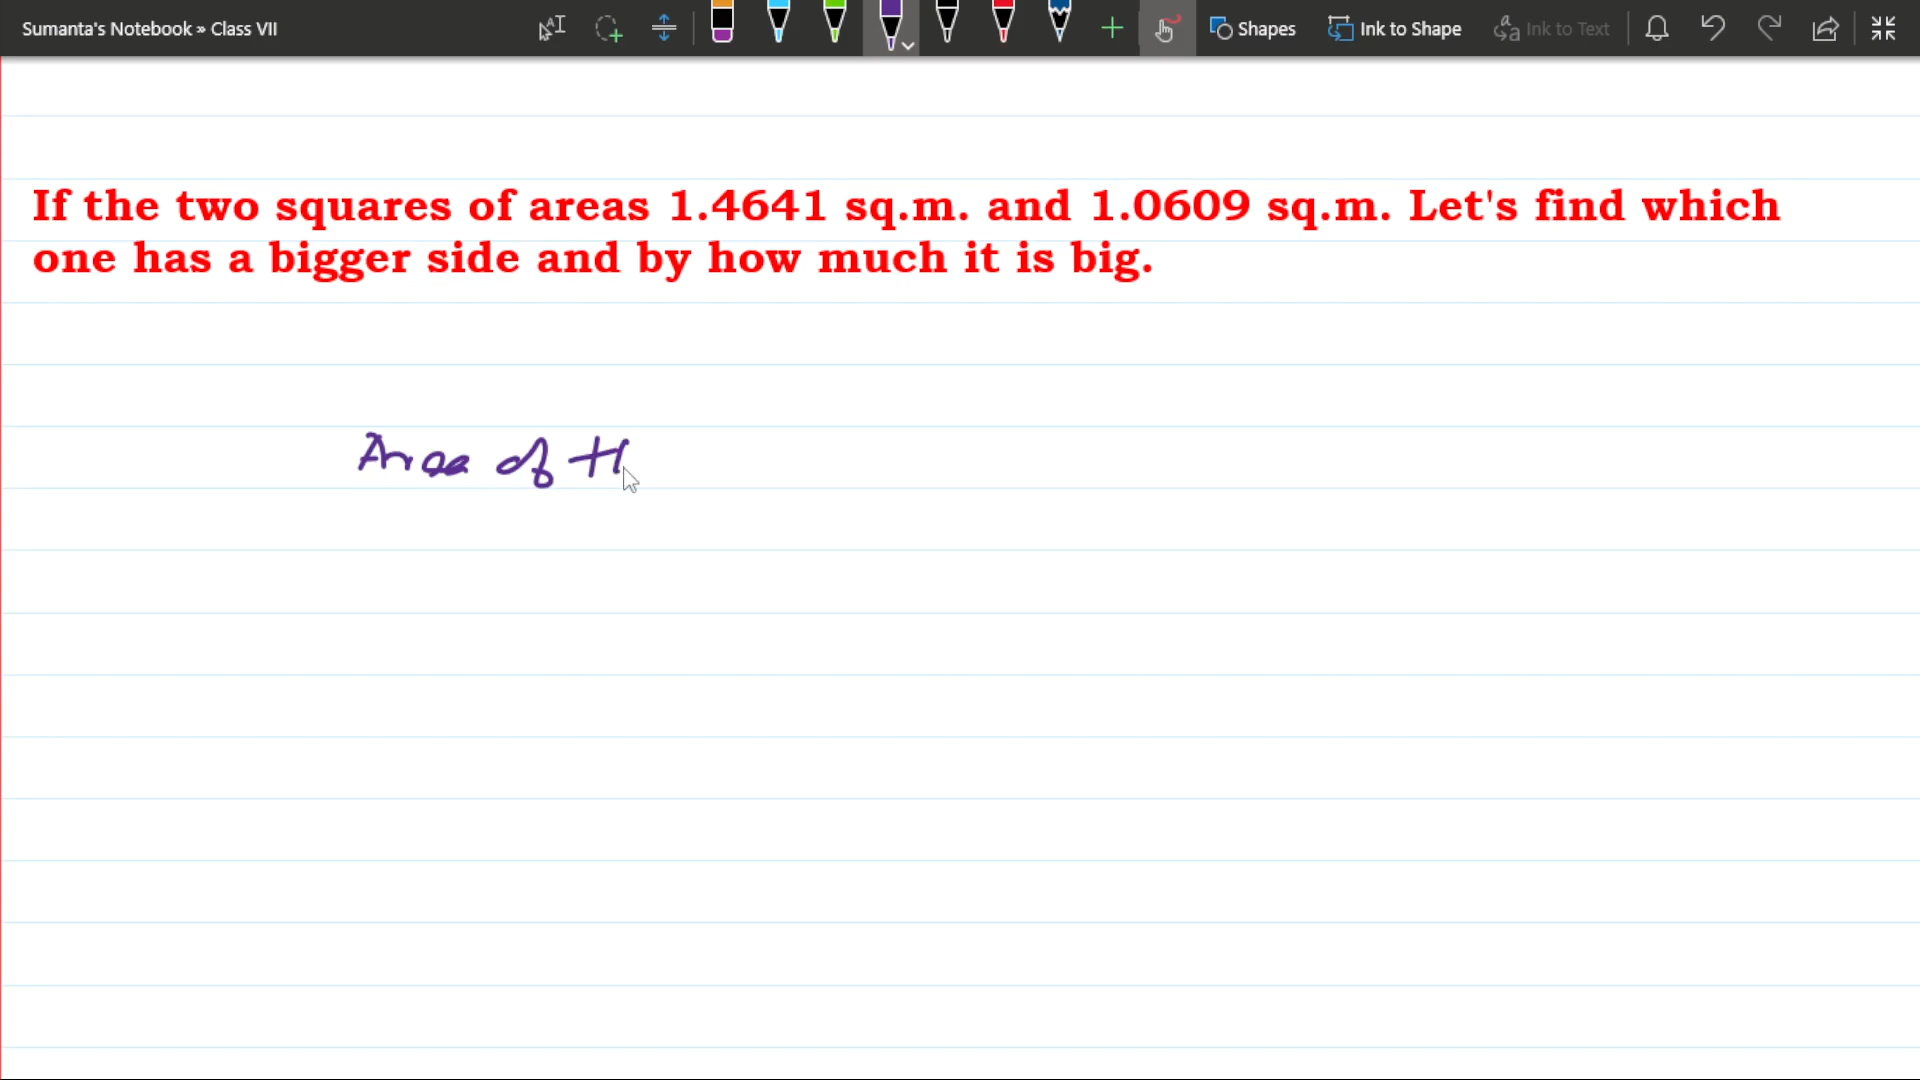 Sumanta's Notebook » Class VII
Shapes
Ink to Shape
Ink to Text
If the two squares of areas 1.4641 sq.m. and 1.0609 sq.m. Let's find which
one has a bigger side and by how much it is big.
Area of